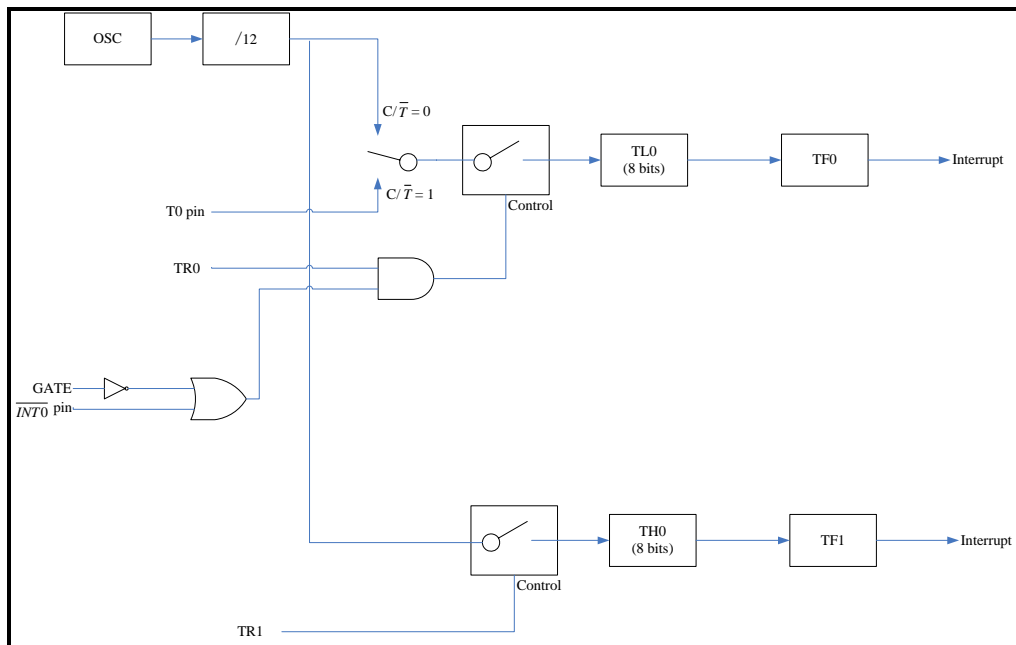 OSC
/12
C/T̅ = 0
TL0
(8 bits)
TF0
Interrupt
C/T̅ = 1
T0 pin
Control
TR0
GATE
I̅N̅T̅0̅ pin
TH0
(8 bits)
TF1
Interrupt
Control
TR1